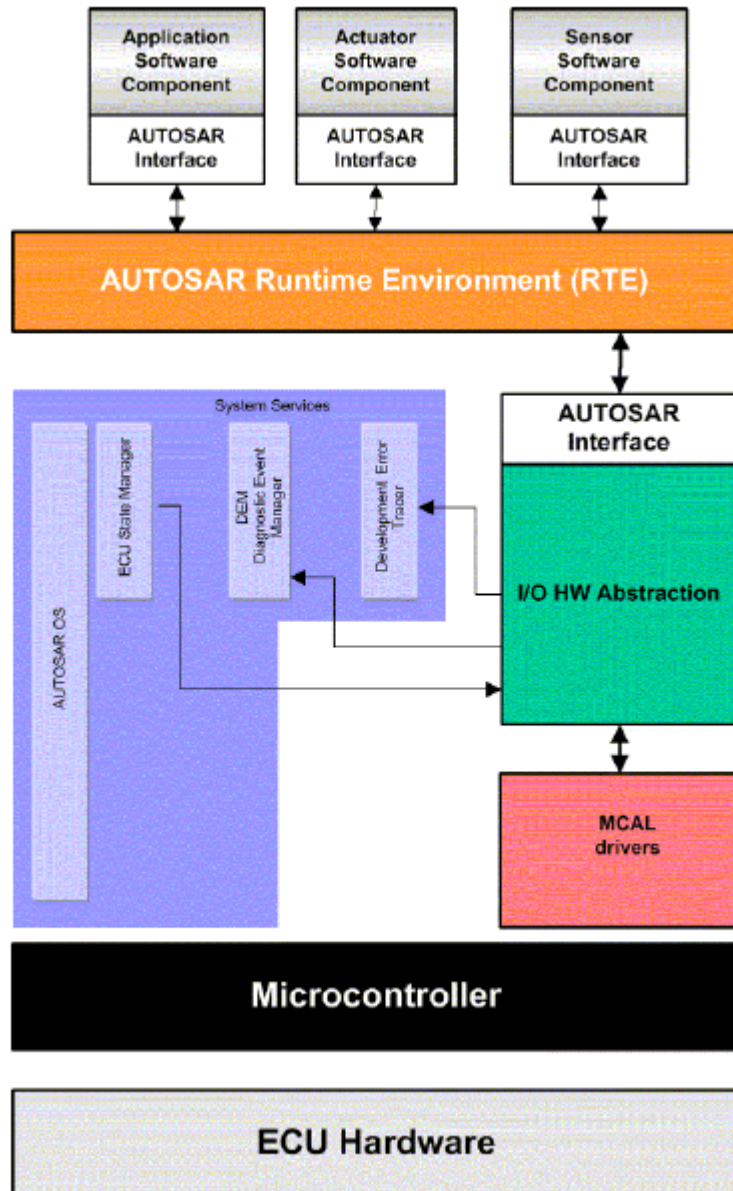 Application
Software
Component
AUTOSAR
Interface
Actuator
Software
Component
AUTOSAR
Interface
Sensor
Software
Component
AUTOSAR
Interface
AUTOSAR Runtime Environment (RTE)
System Services
AUTOSAR OS
ECU State Manager
DEM
Diagnostic Event
Manager
Development Error
Tracer
AUTOSAR
Interface
I/O HW Abstraction
MCAL
drivers
Microcontroller
ECU Hardware